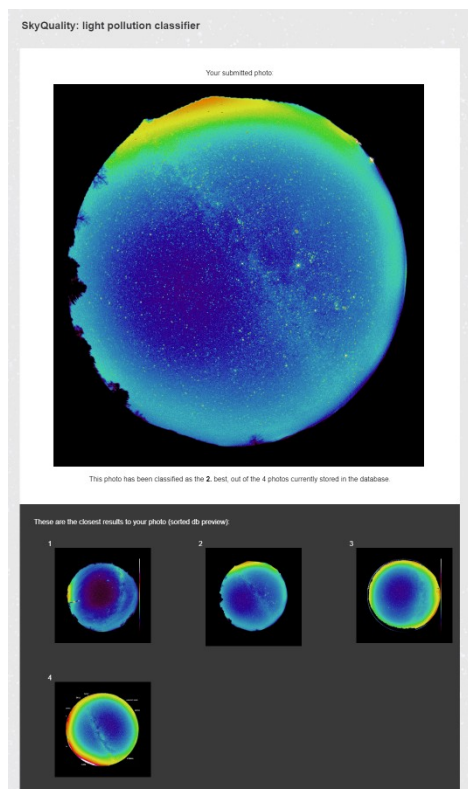 SkyQuality: light pollution classifier
Your submitted photo:
This photo has been classified as the 2. best, out of the 4 photos currently stored in the database.
These are the closest results to your photo (sorted db preview):
1
2
3
4